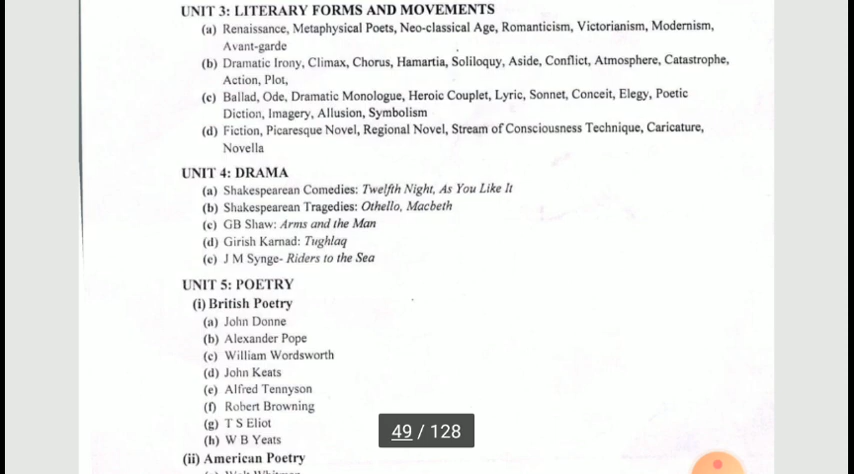 UNIT 3: LITERARY FORMS AND MOVEMENTS
(a) Renaissance, Metaphysical Poets, Neo-classical Age, Romanticism, Victorianism, Modernism,
Avant-garde
(b) Dramatic Irony, Climax, Chorus, Hamartia, Soliloquy, Aside, Conflict, Atmosphere, Catastrophe,
Action, Plot,
(c) Ballad, Ode, Dramatic Monologue, Heroic Couplet, Lyric, Sonnet, Conceit, Elegy, Poetic
Diction, Imagery, Allusion, Symbolism
(d) Fiction, Picaresque Novel, Regional Novel, Stream of Consciousness Technique, Caricature,
Novella
UNIT 4: DRAMA
(a) Shakespearean Comedies: Twelfth Night, As You Like It
(b) Shakespearean Tragedies: Othello, Macbeth
(c) GB Shaw: Arms and the Man
(d) Girish Karnad: Tughlaq
(e) J M Synge- Riders to the Sea
UNIT 5: POETRY
(i) British Poetry
(a) John Donne
(b) Alexander Pope
(c) William Wordsworth
(d) John Keats
(e) Alfred Tennyson
(f) Robert Browning
(g) T S Eliot
(h) W B Yeats
49 / 128
(ii) American Poetry